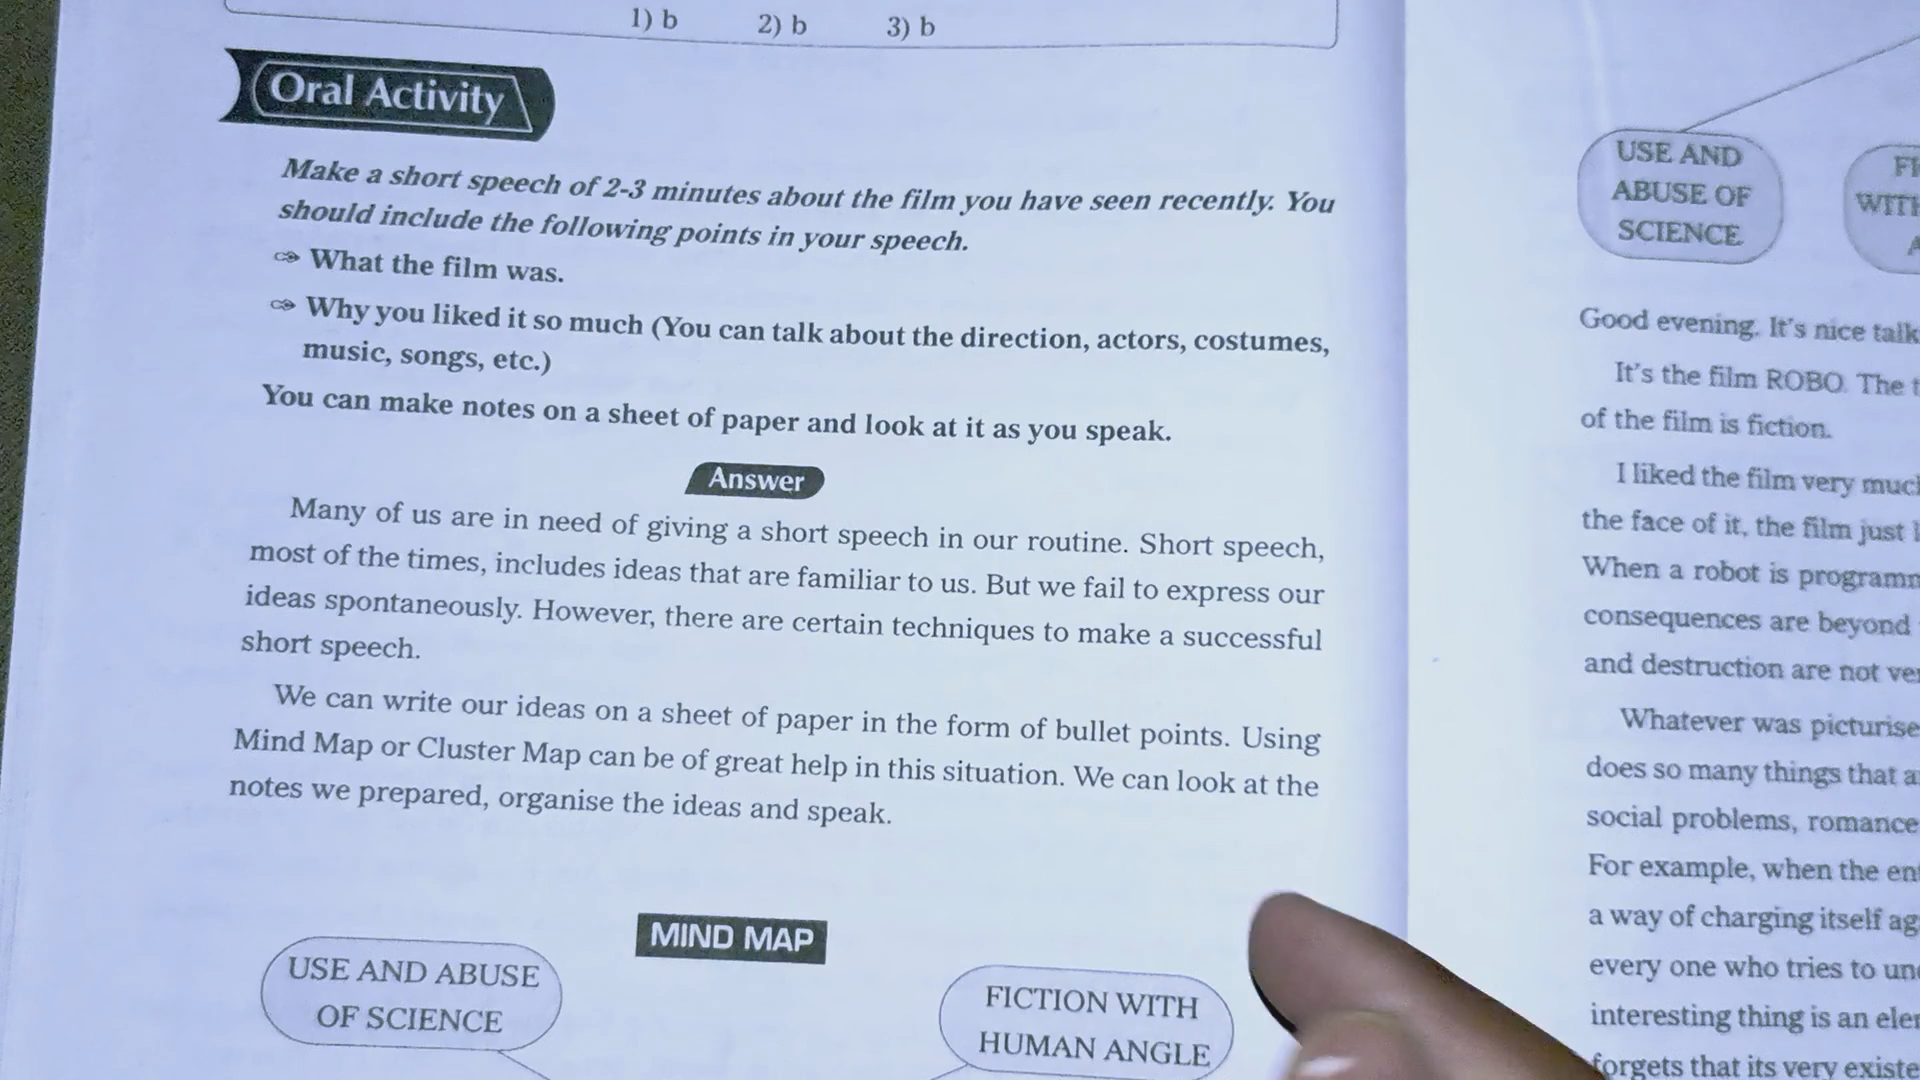 1) b 2) b 3) b
Oral Activity
Make a short speech of 2-3 minutes about the film you have seen recently. You
should include the following points in your speech.
What the film was.
Why you liked it so much (You can talk about the direction, actors, costumes,
music, songs, etc.)
You can make notes on a sheet of paper and look at it as you speak.
Answer
Many of us are in need of giving a short speech in our routine. Short speech,
most of the times, includes ideas that are familiar to us. But we fail to express our
ideas spontaneously. However, there are certain techniques to make a successful
short speech.
We can write our ideas on a sheet of paper in the form of bullet points. Using
Mind Map or Cluster Map can be of great help in this situation. We can look at the
notes we prepared, organise the ideas and speak.
MIND MAP
USE AND ABUSE
OF SCIENCE
FICTION WITH
HUMAN ANGLE
USE AND
ABUSE OF
SCIENCE
Good evening. It's nice
It's the film ROBO. The
of the film is fiction.
I liked the film very
the face of it, the film just
When a robot is
consequences are beyond
and destruction are not
Whatever was
does so many things that
social problems, romance
For example, when the
a way of charging itself
every one who tries to
interesting thing is an
forgets that its very